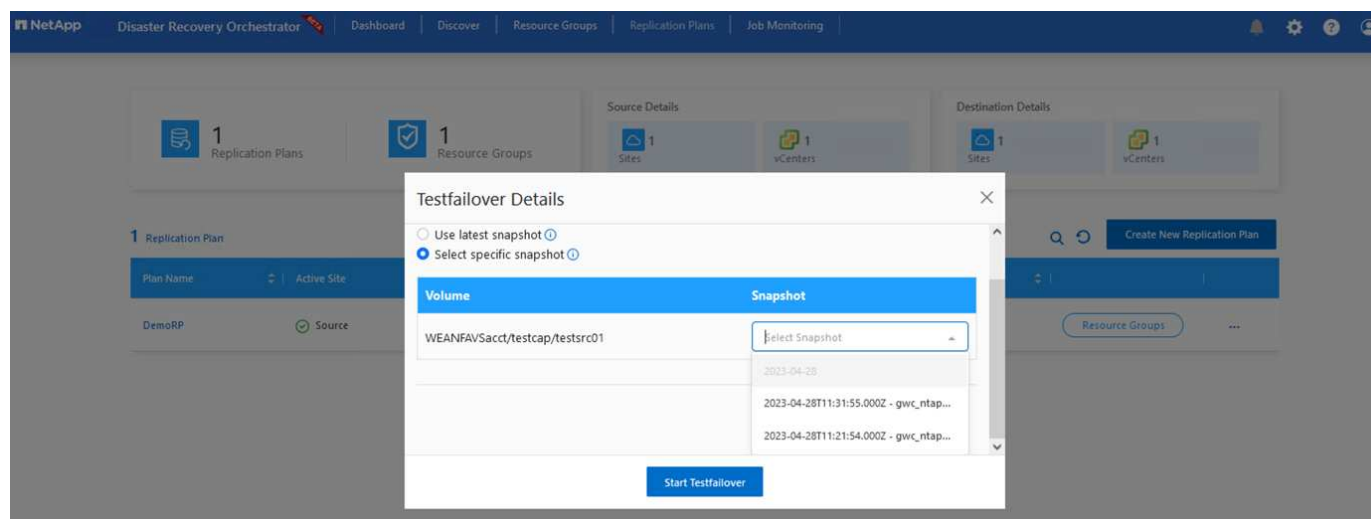 NetApp Disaster Recovery Orchestrator BETA Dashboard Discover Resource Groups Replication Plans Job Monitoring
Source Details
Destination Details
1
Replication Plans
1
Resource Groups
1
Sites
1
vCenters
1
Sites
1
vCenters
Testfailover Details
Use latest snapshot
Select specific snapshot
1 Replication Plan
Create New Replication Plan
Plan Name Active Site
Volume Snapshot
DemoRP Source
WEANFAVSacct/testcap/testsrc01 Select Snapshot
Resource Groups ...
2023-04-28
2023-04-28T11:31:55.000Z - gwc_ntap...
2023-04-28T11:21:54.000Z - gwc_ntap...
Start Testfailover